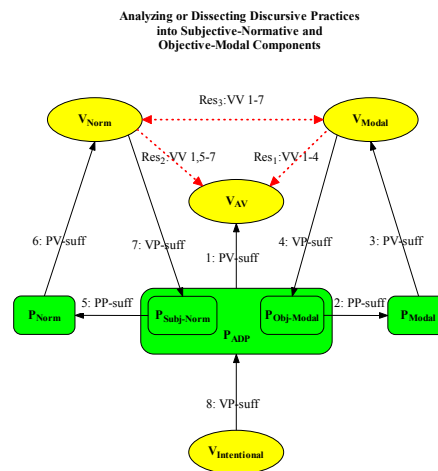 Analyzing or Dissecting Discursive Practices
into Subjective-Normative and
Objective-Modal Components
Res3:VV 1-7
VNorm
VModal
Res2:VV 1,5-7
Res1:VV 1-4
VAV
6: PV-suff
7: VP-suff
1: PV-suff
4: VP-suff
3: PV-suff
5: PP-suff
2: PP-suff
PNorm
PSubj-Norm
PObj-Modal
PModal
PADP
8: VP-suff
VIntentional